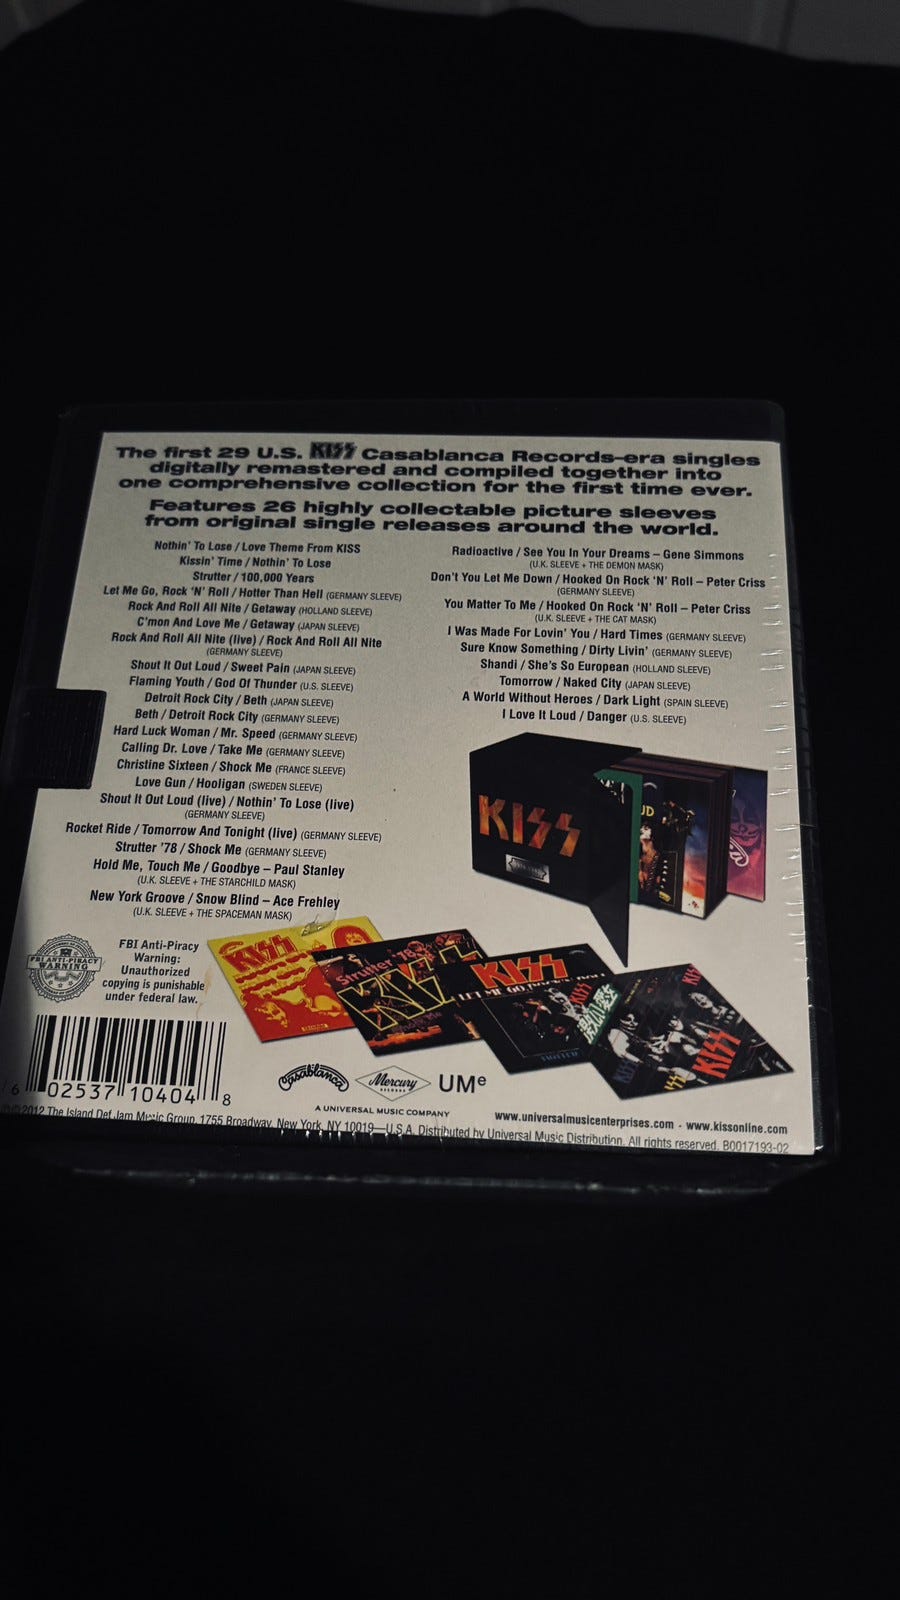 The first 29 U.S. KISS Casablanca Records-era singles
digitally remastered and compiled together into
one comprehensive collection for the first time ever.
Features 26 highly collectable picture sleeves
from original single releases around the world.
Nothin' To Lose / Love Theme From KISS
Kissin' Time / Nothin' To Lose
Strutter / 100,000 Years
Let Me Go, Rock 'N' Roll / Hotter Than Hell (GERMANY SLEEVE)
Rock And Roll All Nite / Getaway (HOLLAND SLEEVE)
C'mon And Love Me / Getaway (JAPAN SLEEVE)
Rock And Roll All Nite (live) / Rock And Roll All Nite
(GERMANY SLEEVE)
Shout It Out Loud / Sweet Pain (JAPAN SLEEVE)
Flaming Youth / God Of Thunder (U.S. SLEEVE)
Detroit Rock City / Beth (JAPAN SLEEVE)
Beth / Detroit Rock City (GERMANY SLEEVE)
Hard Luck Woman / Mr. Speed (GERMANY SLEEVE)
Calling Dr. Love / Take Me (GERMANY SLEEVE)
Christine Sixteen / Shock Me (FRANCE SLEEVE)
Love Gun / Hooligan (SWEDEN SLEEVE)
Shout It Out Loud (live) / Nothin' To Lose (live)
(GERMANY SLEEVE)
Rocket Ride / Tomorrow And Tonight (live) (GERMANY SLEEVE)
Strutter '78 / Shock Me (GERMANY SLEEVE)
Hold Me, Touch Me / Goodbye – Paul Stanley
(U.K. SLEEVE + THE STARCHILD MASK)
New York Groove / Snow Blind – Ace Frehley
(U.K. SLEEVE + THE SPACEMAN MASK)
Radioactive / See You In Your Dreams – Gene Simmons
(U.K. SLEEVE + THE DEMON MASK)
Don't You Let Me Down / Hooked On Rock 'N' Roll – Peter Criss
(GERMANY SLEEVE)
You Matter To Me / Hooked On Rock 'N' Roll – Peter Criss
(U.K. SLEEVE + THE CAT MASK)
I Was Made For Lovin' You / Hard Times (GERMANY SLEEVE)
Sure Know Something / Dirty Livin' (GERMANY SLEEVE)
Shandi / She's So European (HOLLAND SLEEVE)
Tomorrow / Naked City (JAPAN SLEEVE)
A World Without Heroes / Dark Light (SPAIN SLEEVE)
I Love It Loud / Danger (U.S. SLEEVE)
KISS
KISS
Strutter '78
KISS
KISS
LET ME GO
KISS
KISS
FBI ANTI-PIRACY
WARNING
FBI Anti-Piracy
Warning:
Unauthorized
copying is punishable
under federal law.
6 02537 10404 8
Casablanca
Mercury
RECORDS
UMe
A UNIVERSAL MUSIC COMPANY
www.universalmusicenterprises.com - www.kissonline.com
2012 The Island Def Jam Music Group, 1755 Broadway, New York, NY 10019—U.S.A. Distributed by Universal Music Distribution. All rights reserved. B0017193-02